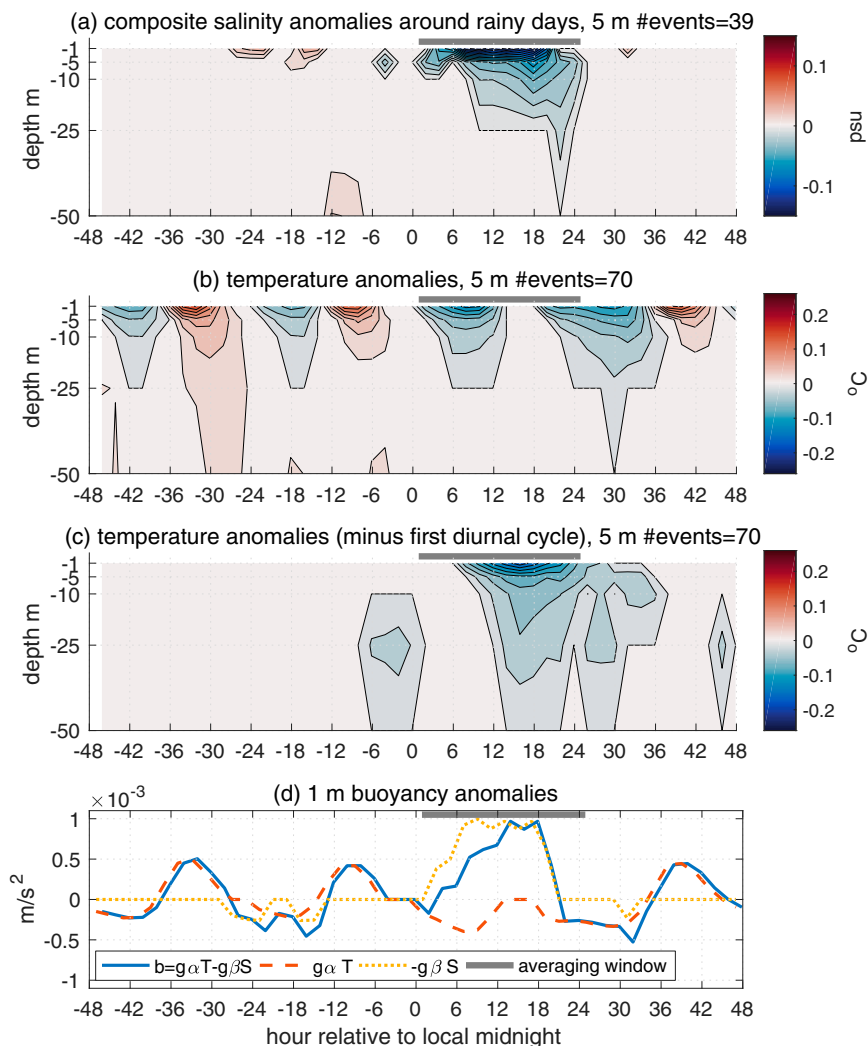 (a) composite salinity anomalies around rainy days, 5 m #events=39
-1
-5
-10
-25
-50
depth m
-48 -42 -36 -30 -24 -18 -12 -6 0 6 12 18 24 30 36 42 48
0.1
0
-0.1
psu
(b) temperature anomalies, 5 m #events=70
-1
-5
-10
-25
-50
depth m
-48 -42 -36 -30 -24 -18 -12 -6 0 6 12 18 24 30 36 42 48
0.2
0.1
0
-0.1
-0.2
°C
(c) temperature anomalies (minus first diurnal cycle), 5 m #events=70
-1
-5
-10
-25
-50
depth m
-48 -42 -36 -30 -24 -18 -12 -6 0 6 12 18 24 30 36 42 48
0.2
0.1
0
-0.1
-0.2
°C
(d) 1 m buoyancy anomalies
× 10⁻³
1
0.5
0
-0.5
-1
m/s²
b=gαT-gβS gα T -gβ S averaging window
-48 -42 -36 -30 -24 -18 -12 -6 0 6 12 18 24 30 36 42 48
hour relative to local midnight